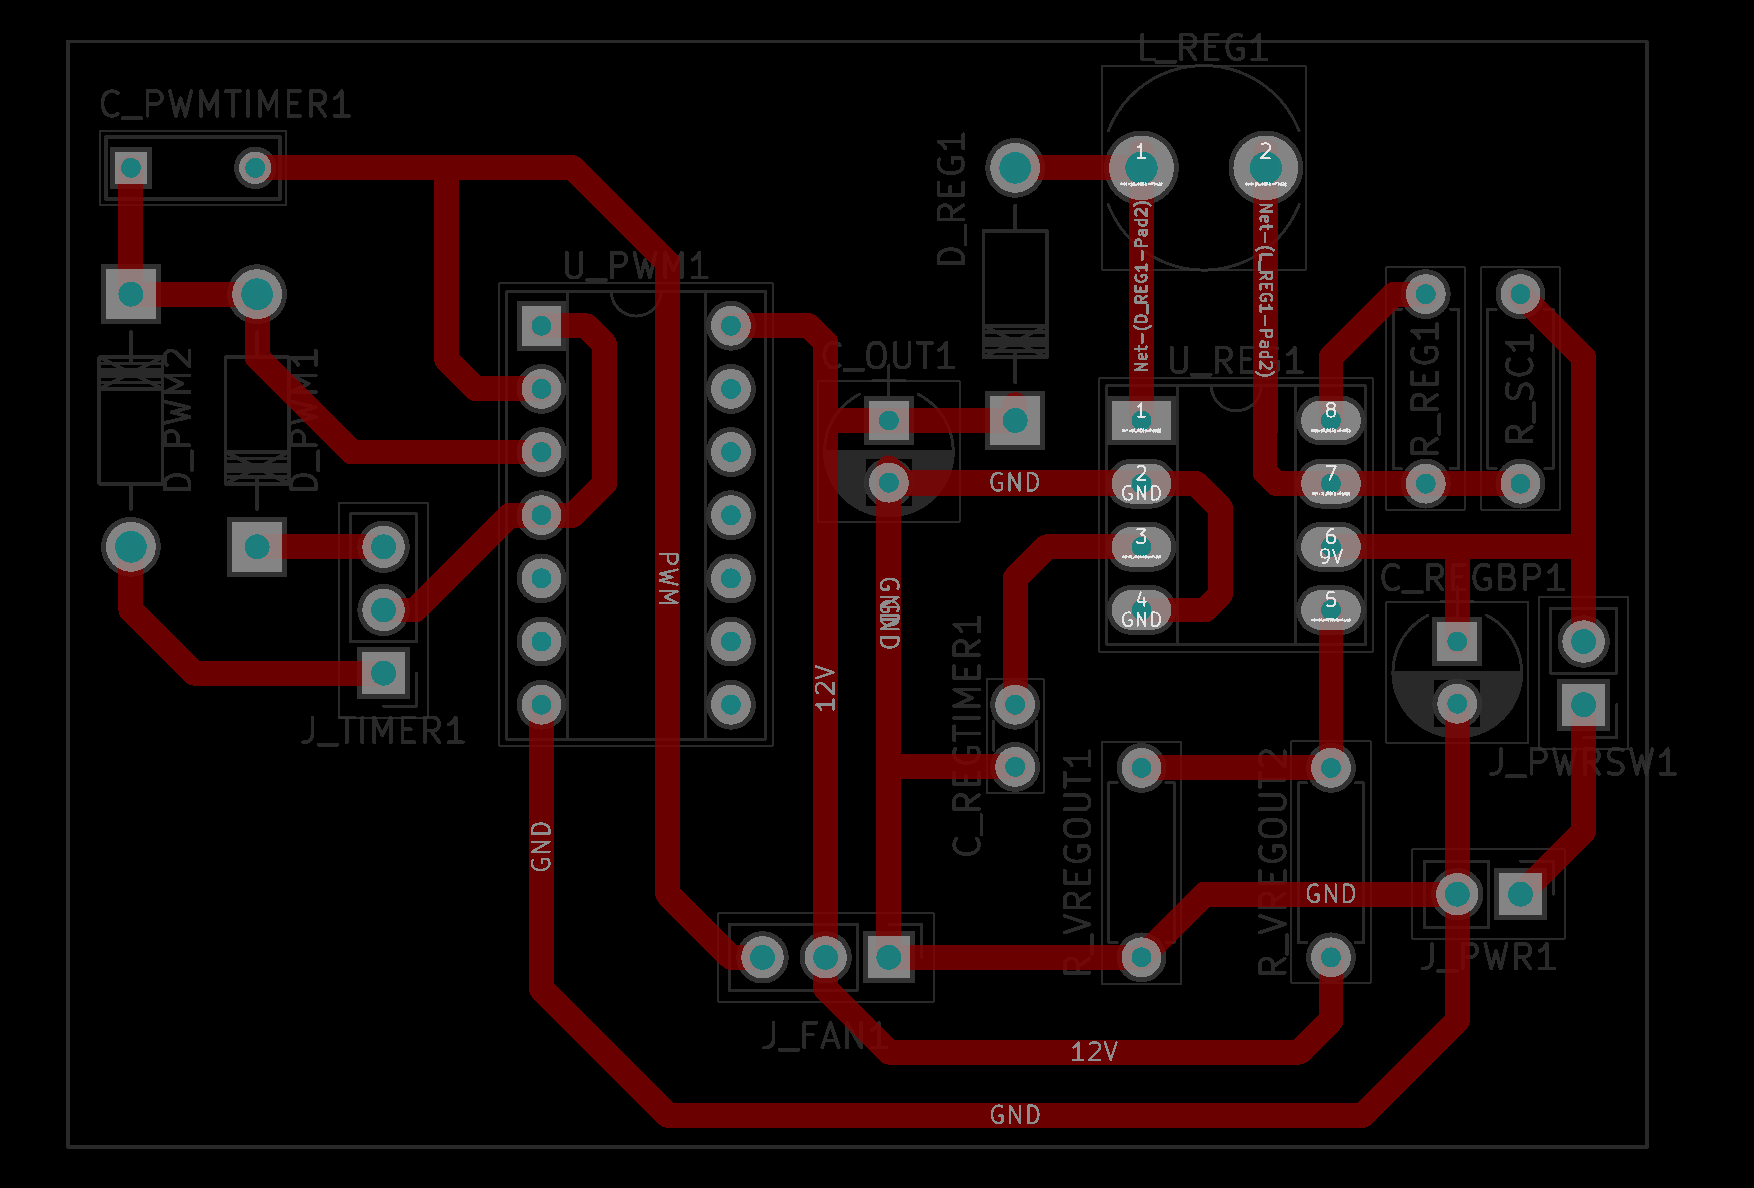 L_REG1
C_PWMTIMER1
D_REG1
1
2
Net-(D_REG1-Pad2)
Net-(L_REG1-Pad2)
U_PWM1
C_OUT1
U_REG1
R_REG1
R_SC1
D_PWM2
D_PWM1
1
8
GND
2
GND
7
3
6
9V
PWM
GND
GND
C_REGBP1
4
GND
5
C_REGTIMER1
12V
J_TIMER1
J_PWRSW1
R_VREGOUT1
R_VREGOUT2
GND
GND
J_PWR1
J_FAN1
12V
GND